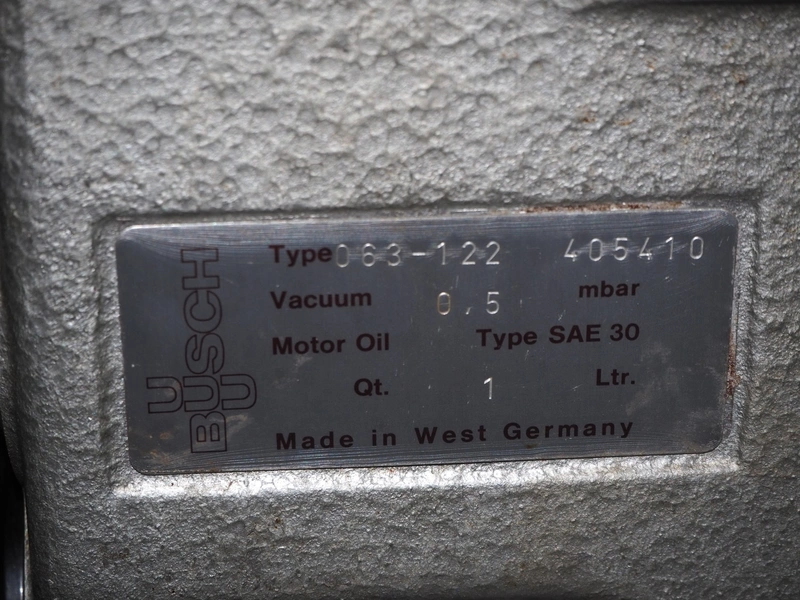 BUSCH
Type 063-122 405410
Vacuum 0.5 mbar
Motor Oil Type SAE 30
Qt. 1 Ltr.
Made in West Germany